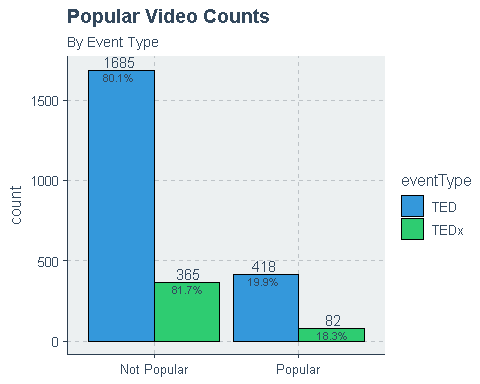 Popular Video Counts
By Event Type
1685
80.1%
365
81.7%
418
19.9%
82
18.3%
1500
1000
500
0
count
Not Popular
Popular
eventType
TED
TEDx